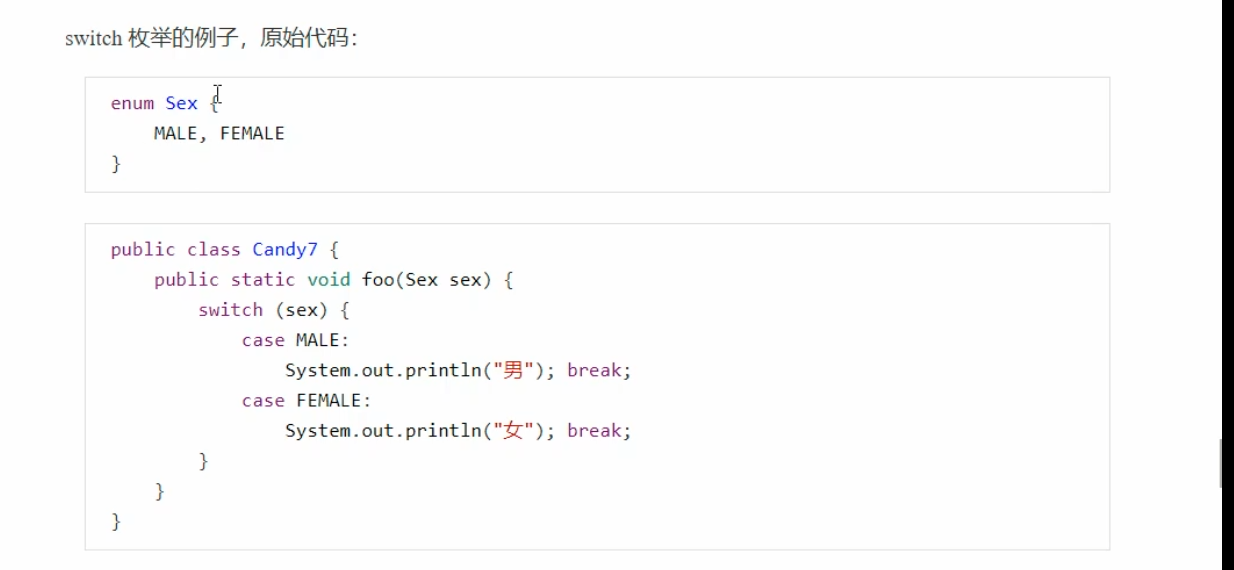 switch 枚举的例子，原始代码：
enum Sex {
    MALE, FEMALE
}
public class Candy7 {
    public static void foo(Sex sex) {
        switch (sex) {
            case MALE:
                System.out.println("男"); break;
            case FEMALE:
                System.out.println("女"); break;
        }
    }
}